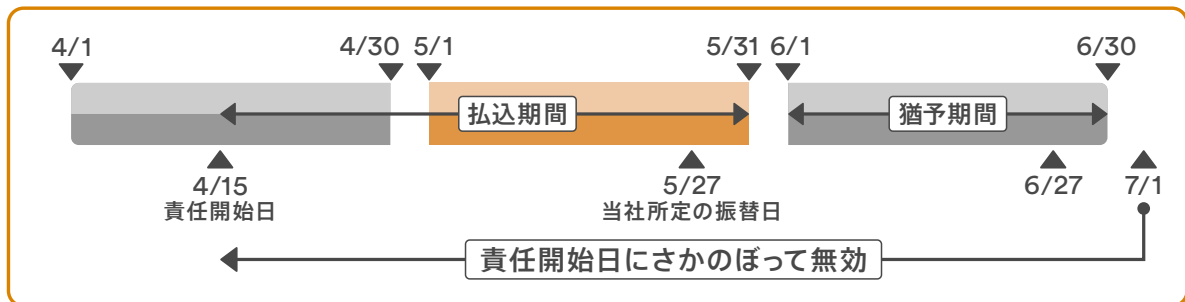 4/1 4/30 5/1 5/31 6/1 6/30
払込期間 猶予期間
4/15 5/27 6/27 7/1
責任開始日 当社所定の振替日
責任開始日にさかのぼって無効